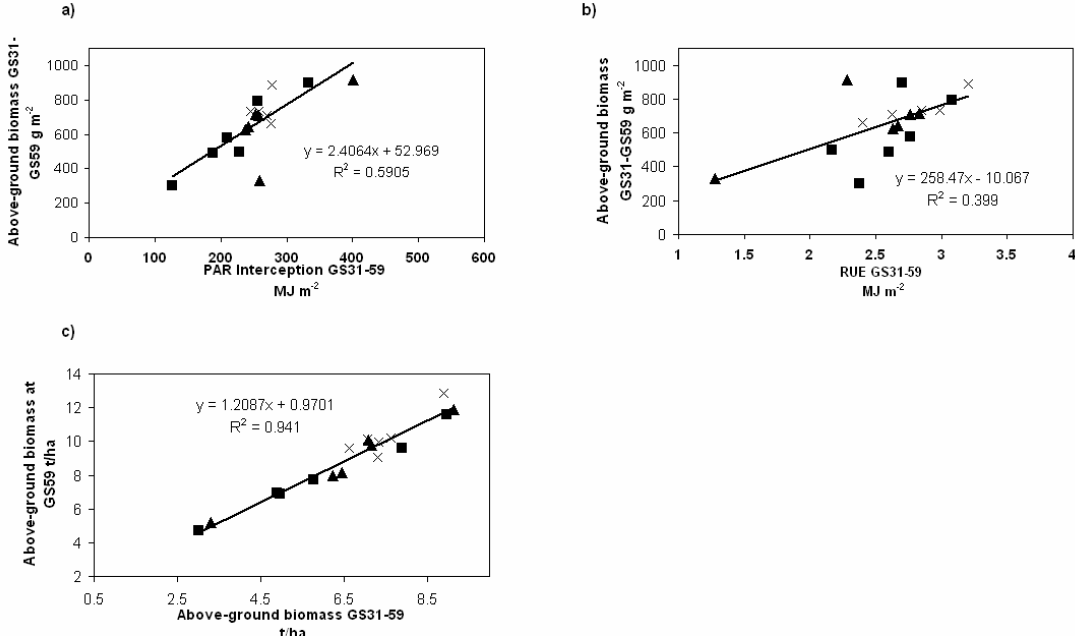 a)
Above-ground biomass GS31-
GS59 g m-2
1000
800
600
400
200
0
y = 2.4064x + 52.969
R2 = 0.5905
0 100 200 300 400 500 600
PAR Interception GS31-59
MJ m-2
b)
Above-ground biomass
GS31-GS59 g m-2
1000
800
600
400
200
0
y = 258.47x - 10.067
R2 = 0.399
1 1.5 2 2.5 3 3.5 4
RUE GS31-59
MJ m-2
c)
Above-ground biomass at
GS59 t/ha
14
12
10
8
6
4
2
y = 1.2087x + 0.9701
R2 = 0.941
0.5 2.5 4.5 6.5 8.5
Above-ground biomass GS31-59
t/ha